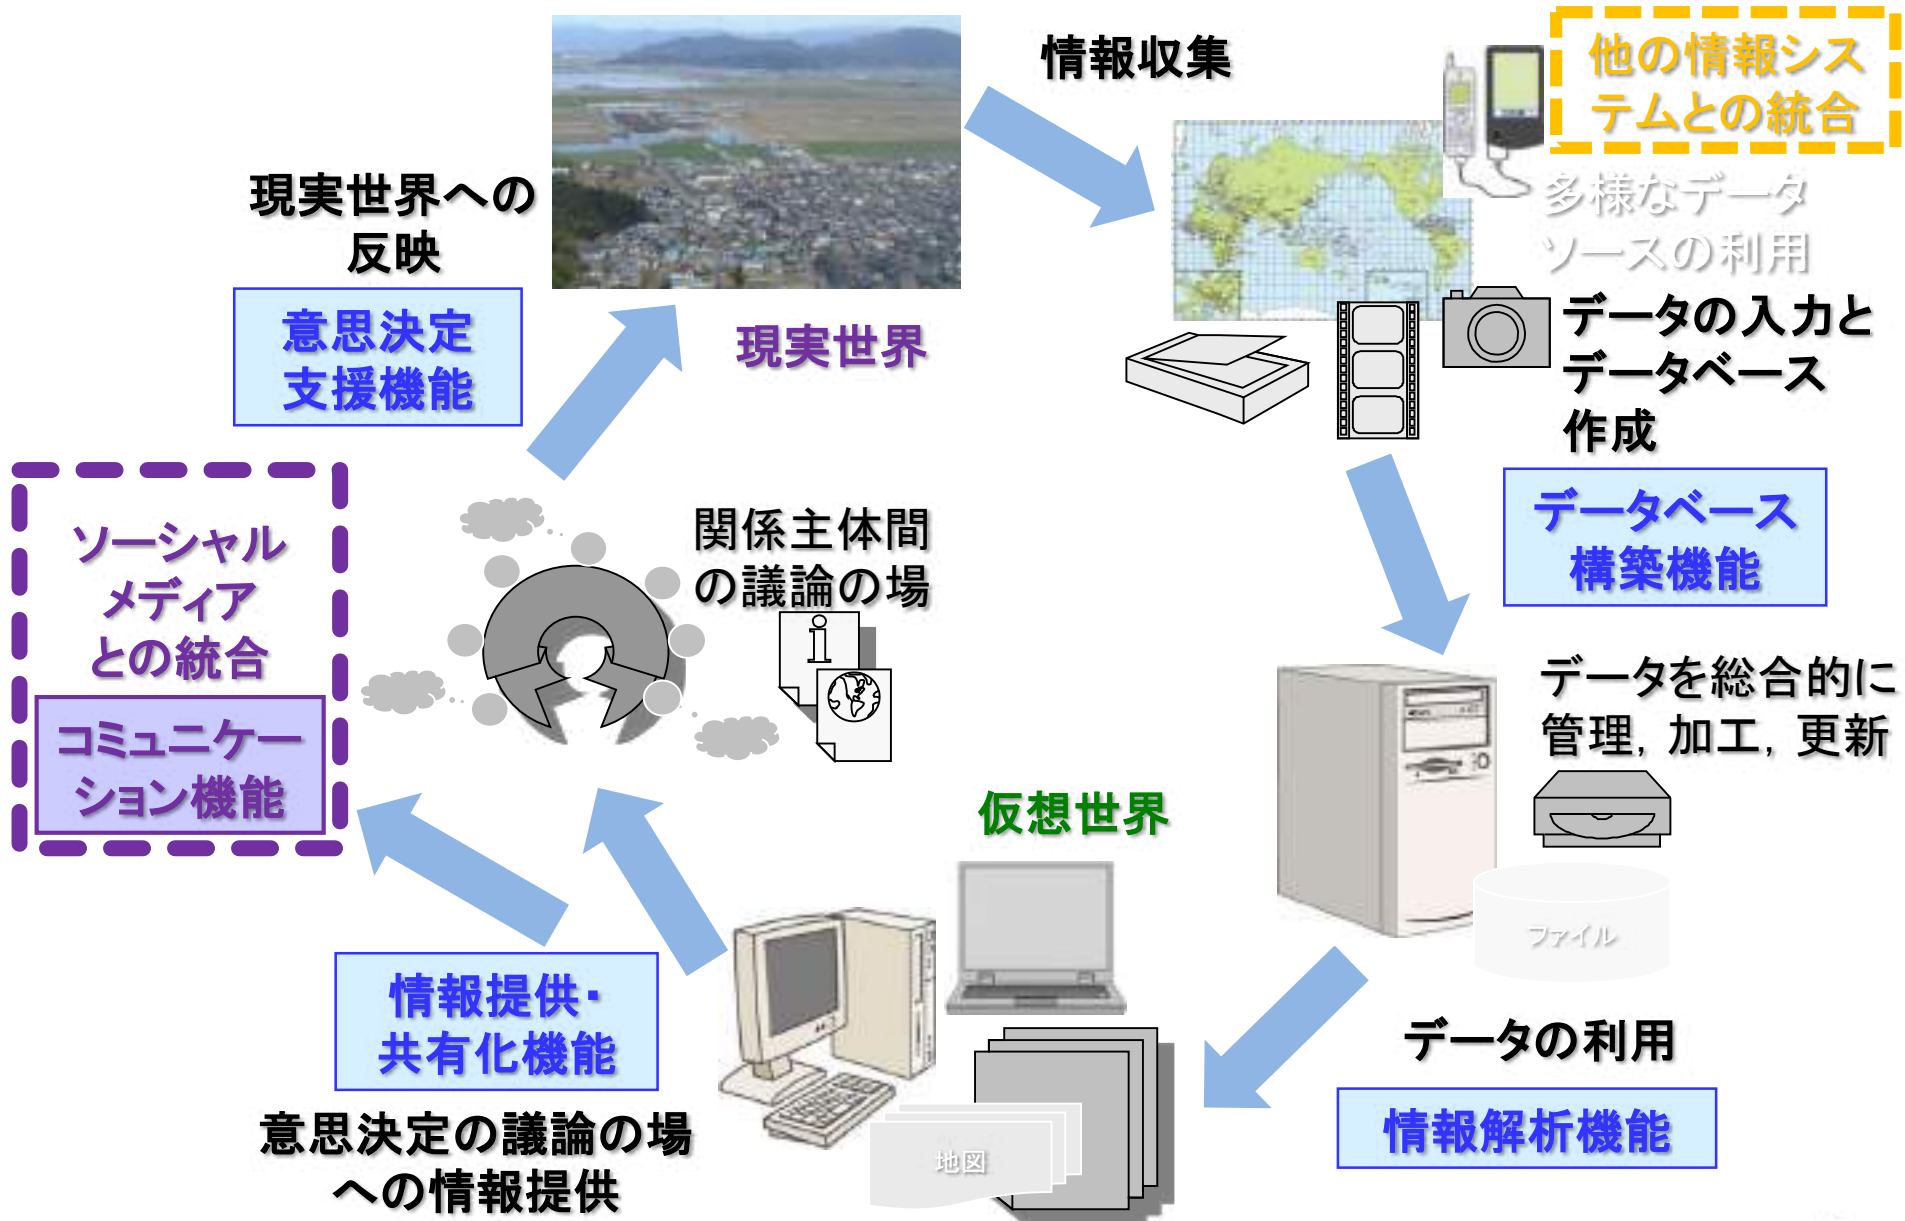 情報収集
他の情報シス
テムとの統合
多様なデータ
ソースの利用
現実世界への
反映
意思決定
支援機能
現実世界
データの入力と
データベース
作成
データベース
構築機能
ソーシャル
メディア
との統合
コミュニケー
ション機能
関係主体間
の議論の場
i
データを総合的に
管理，加工，更新
ファイル
仮想世界
データの利用
情報解析機能
情報提供・
共有化機能
意思決定の議論の場
への情報提供
地図